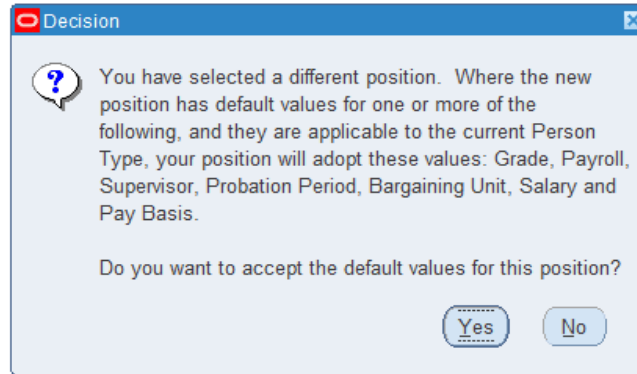 Decision
You have selected a different position. Where the new
position has default values for one or more of the
following, and they are applicable to the current Person
Type, your position will adopt these values: Grade, Payroll,
Supervisor, Probation Period, Bargaining Unit, Salary and
Pay Basis.
Do you want to accept the default values for this position?
Yes No